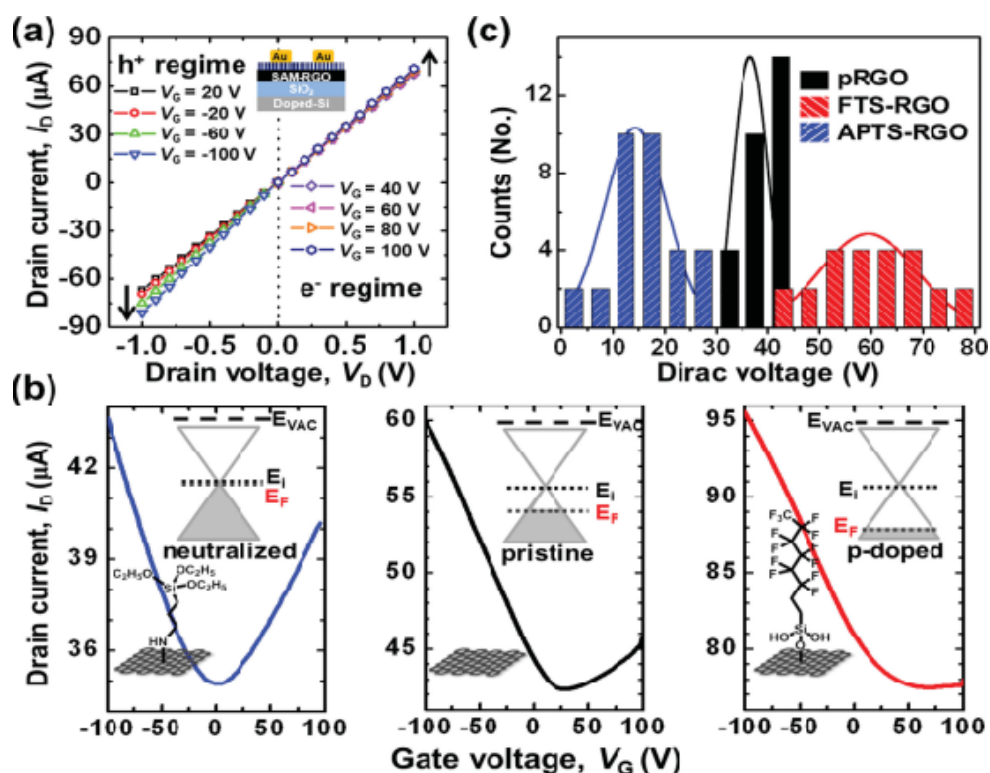 (a)
h⁺ regime
V_G = 20 V
V_G = -20 V
V_G = -60 V
V_G = -100 V
Au Au
SAM-RGO
SiO₂
Doped-Si
V_G = 40 V
V_G = 60 V
V_G = 80 V
V_G = 100 V
e⁻ regime
Drain current, I_D (μA)
90
60
30
0
-30
-60
-90
-1.0 -0.5 0.0 0.5 1.0
Drain voltage, V_D (V)
(c)
pRGO
FTS-RGO
APTS-RGO
Counts (No.)
12
8
4
0
0 10 20 30 40 50 60 70 80
Dirac voltage (V)
(b)
Drain current, I_D (μA)
42
39
36
E_VAC
E_i
E_F
neutralized
OC₂H₅
C₂H₅O
Si
OC₂H₅
HN
-100 -50 0 50 100
60
55
50
45
E_VAC
E_i
E_F
pristine
-100 -50 0 50 100
95
90
85
80
E_VAC
E_i
E_F
p-doped
F₃C F
F F
F F
F F
F F
F F
Si
HO OH
O
-100 -50 0 50 100
Gate voltage, V_G (V)